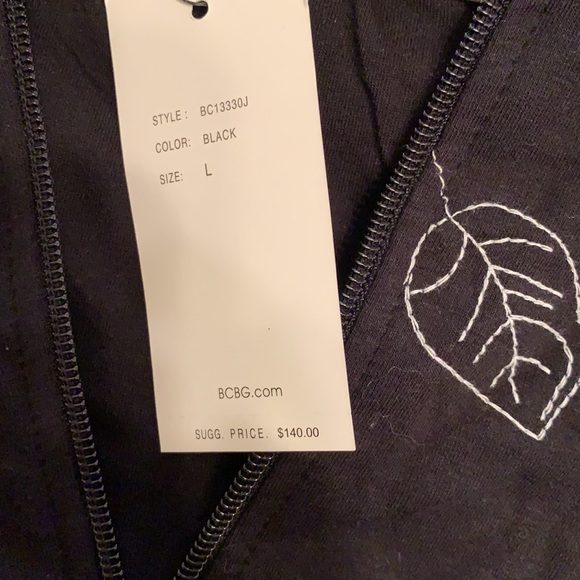 STYLE: BC13330J
COLOR: BLACK
SIZE: L
BCBG.com
SUGG. PRICE. $140.00